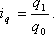 i_q = q_1 / q_0 .